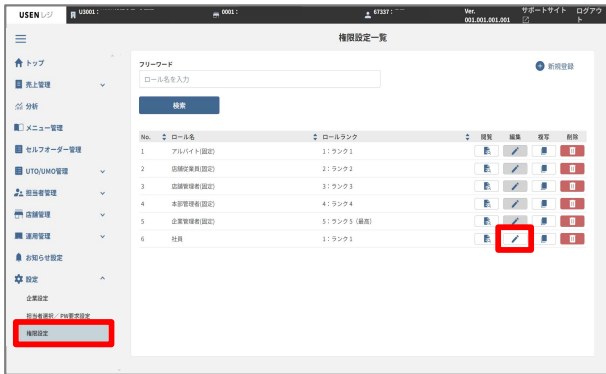 USEN レジ U3001： 0001： 67337： Ver. 001.001.001.001 サポートサイト ログアウト
権限設定一覧
トップ
売上管理
分析
メニュー管理
セルフオーダー管理
UTO/UMO管理
担当者管理
店舗管理
運用管理
お知らせ設定
設定
企業設定
担当者選択／PW要求設定
権限設定
フリーワード
新規登録
ロール名を入力
検索
No. ロール名 ロールランク 閲覧 編集 複写 削除
1 アルバイト(固定) 1：ランク1
2 店舗従業員(固定) 2：ランク2
3 店舗管理者(固定) 3：ランク3
4 本部管理者(固定) 4：ランク4
5 企業管理者(固定) 5：ランク5（最高）
6 社員 1：ランク1